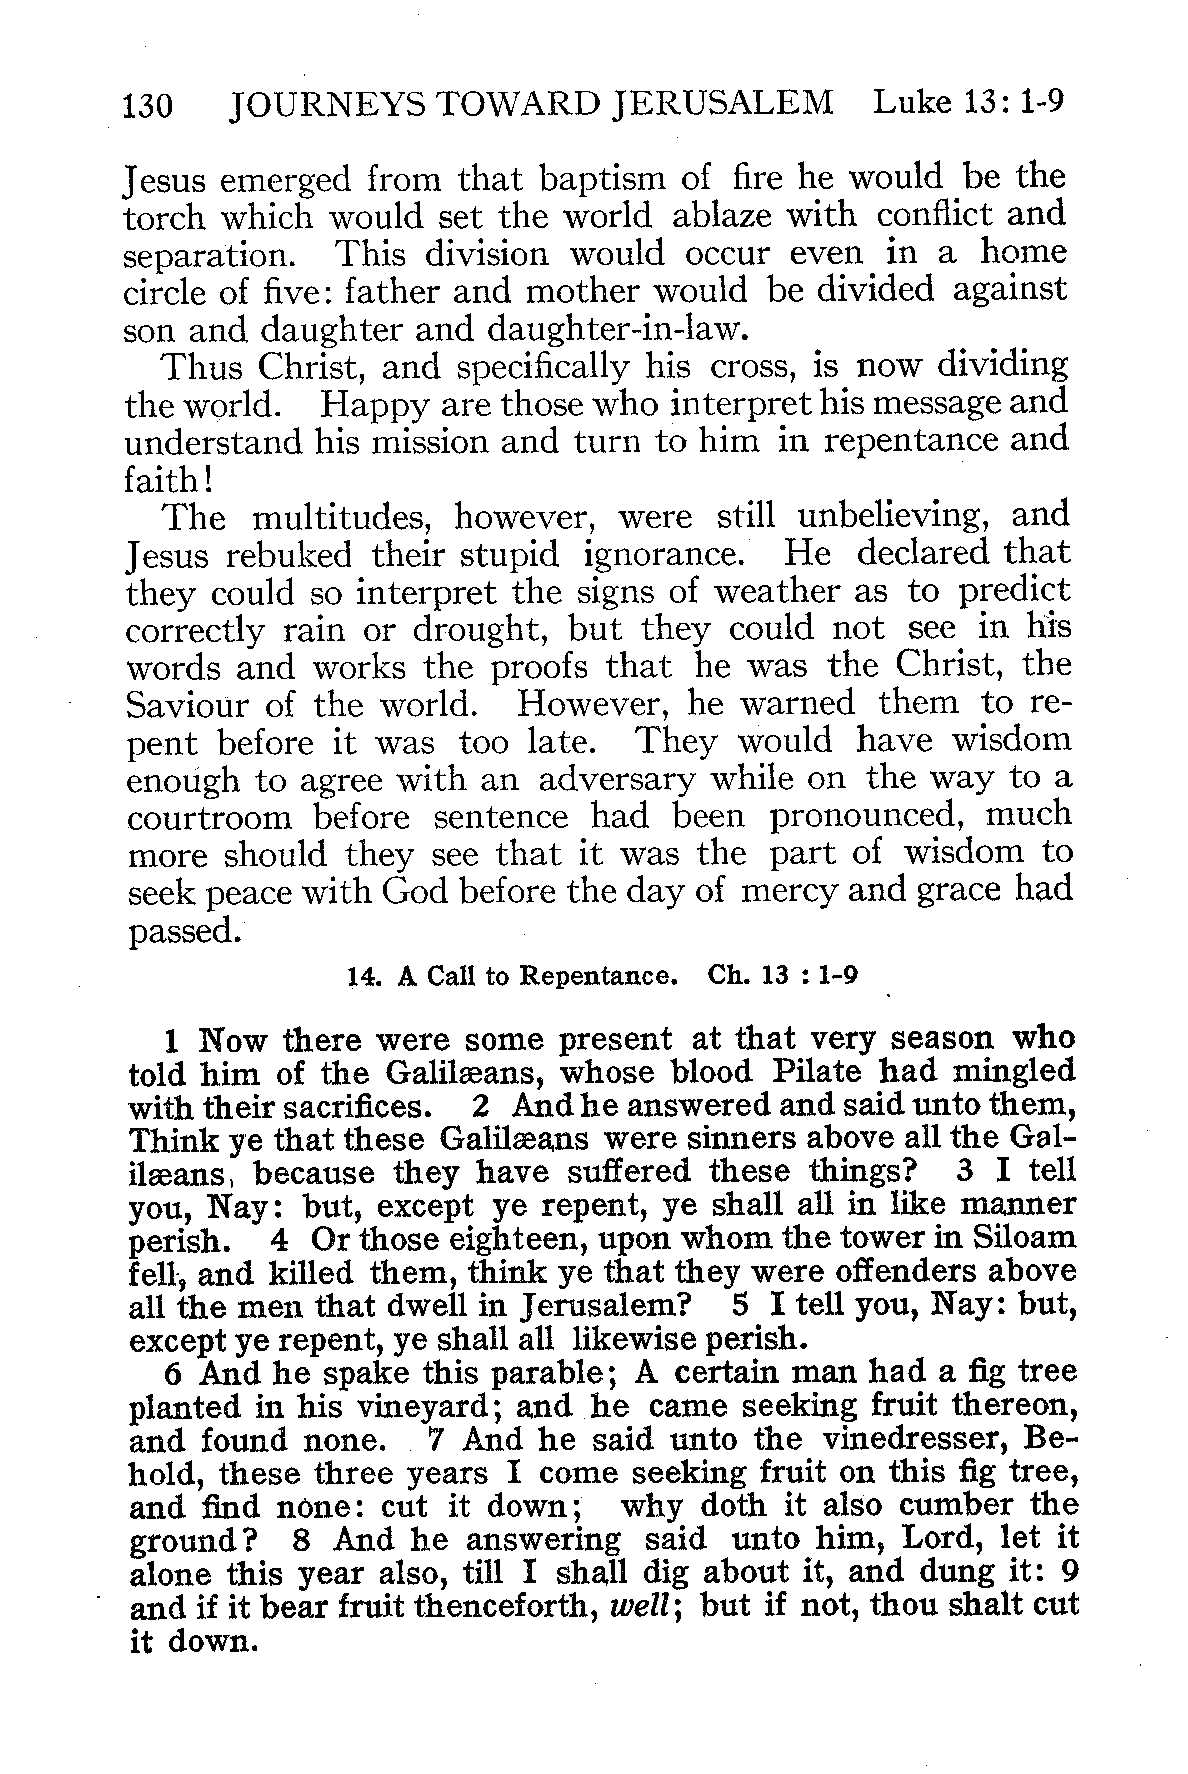 130 JOURNEYS TOWARD JERUSALEM Luke 13: 1-9
Jesus emerged from that baptism of fire he would be the
torch which would set the world ablaze with conflict and
separation. This division would occur even in a home
circle of five: father and mother would be divided against
son and daughter and daughter-in-law.
Thus Christ, and specifically his cross, is now dividing
the world. Happy are those who interpret his message and
understand his mission and turn to him in repentance and
faith!
The multitudes, however, were still unbelieving, and
Jesus rebuked their stupid ignorance. He declared that
they could so interpret the signs of weather as to predict
correctly rain or drought, but they could not see in his
words and works the proofs that he was the Christ, the
Saviour of the world. However, he warned them to re-
pent before it was too late. They would have wisdom
enough to agree with an adversary while on the way to a
courtroom before sentence had been pronounced, much
more should they see that it was the part of wisdom to
seek peace with God before the day of mercy and grace had
passed.
14. A Call to Repentance. Ch. 13 : 1-9
1 Now there were some present at that very season who
told him of the Galilæans, whose blood Pilate had mingled
with their sacrifices. 2 And he answered and said unto them,
Think ye that these Galilæans were sinners above all the Gal-
ilæans, because they have suffered these things? 3 I tell
you, Nay: but, except ye repent, ye shall all in like manner
perish. 4 Or those eighteen, upon whom the tower in Siloam
fell, and killed them, think ye that they were offenders above
all the men that dwell in Jerusalem? 5 I tell you, Nay: but,
except ye repent, ye shall all likewise perish.
6 And he spake this parable; A certain man had a fig tree
planted in his vineyard; and he came seeking fruit thereon,
and found none. 7 And he said unto the vinedresser, Be-
hold, these three years I come seeking fruit on this fig tree,
and find none: cut it down; why doth it also cumber the
ground? 8 And he answering said unto him, Lord, let it
alone this year also, till I shall dig about it, and dung it: 9
and if it bear fruit thenceforth, well; but if not, thou shalt cut
it down.